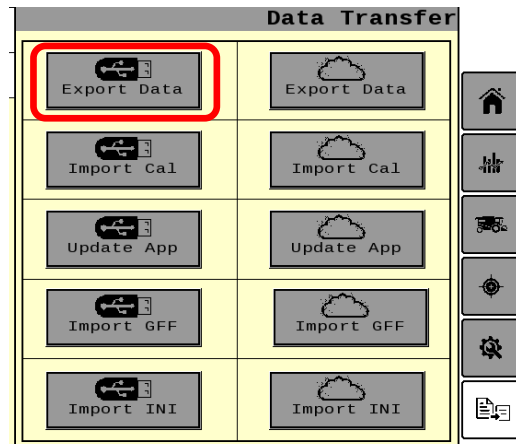 Data Transfer
Export Data
Export Data
Import Cal
Import Cal
Update App
Update App
Import GFF
Import GFF
Import INI
Import INI